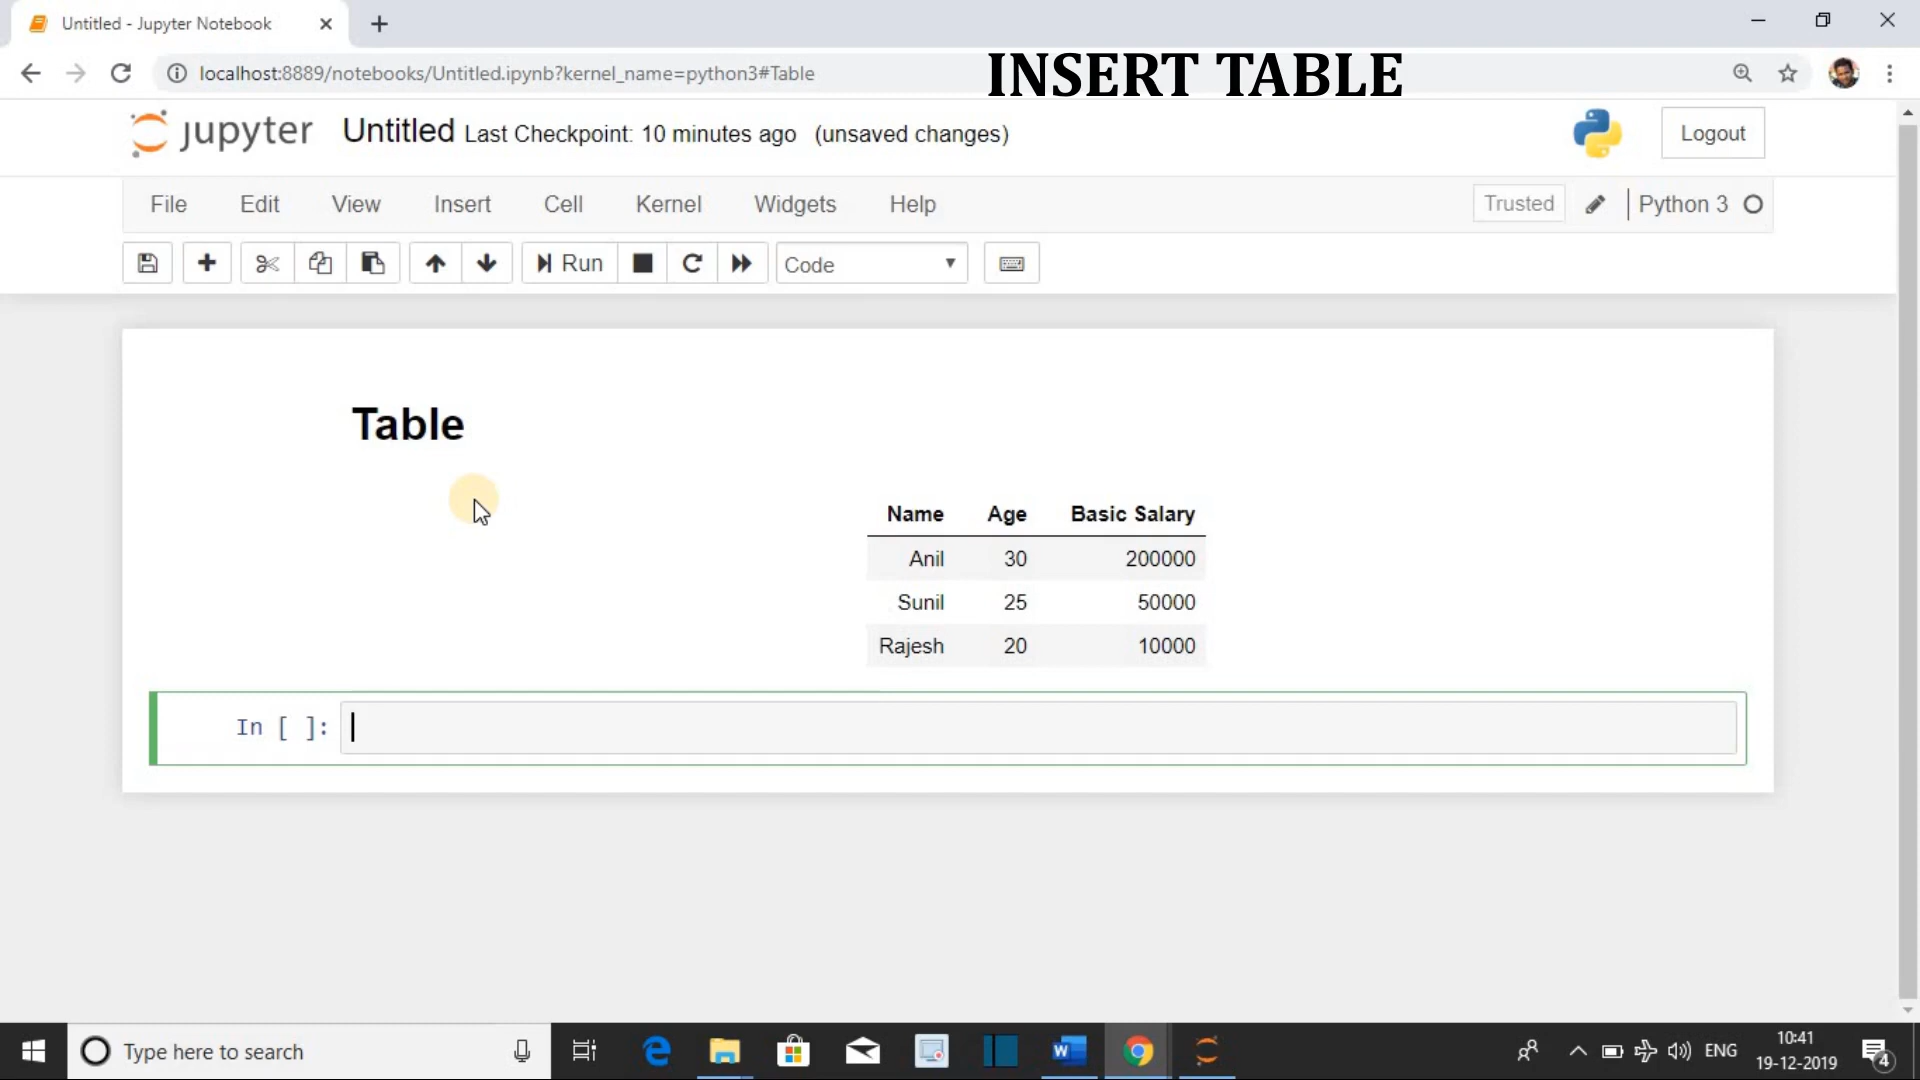 Untitled - Jupyter Notebook
localhost:8889/notebooks/Untitled.ipynb?kernel_name=python3#Table
INSERT TABLE
jupyter Untitled Last Checkpoint: 10 minutes ago (unsaved changes)
Logout
File Edit View Insert Cell Kernel Widgets Help
Trusted
Python 3
Run
Code
Table
Name Age Basic Salary
Anil 30 200000
Sunil 25 50000
Rajesh 20 10000
In [ ]:
Type here to search
W
ENG
10:41
19-12-2019
4